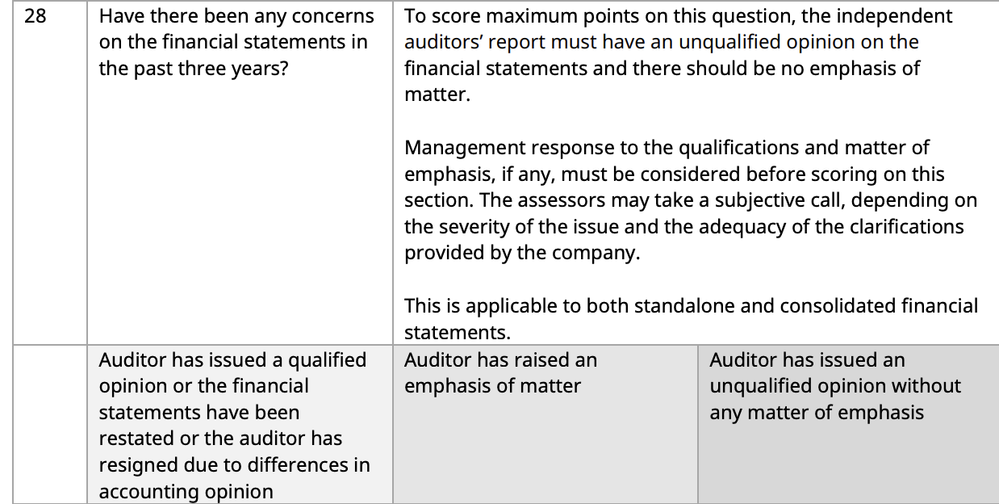 28
Have there been any concerns
on the financial statements in
the past three years?
To score maximum points on this question, the independent
auditors’ report must have an unqualified opinion on the
financial statements and there should be no emphasis of
matter.
Management response to the qualifications and matter of
emphasis, if any, must be considered before scoring on this
section. The assessors may take a subjective call, depending on
the severity of the issue and the adequacy of the clarifications
provided by the company.
This is applicable to both standalone and consolidated financial
statements.
Auditor has issued a qualified
opinion or the financial
statements have been
restated or the auditor has
resigned due to differences in
accounting opinion
Auditor has raised an
emphasis of matter
Auditor has issued an
unqualified opinion without
any matter of emphasis